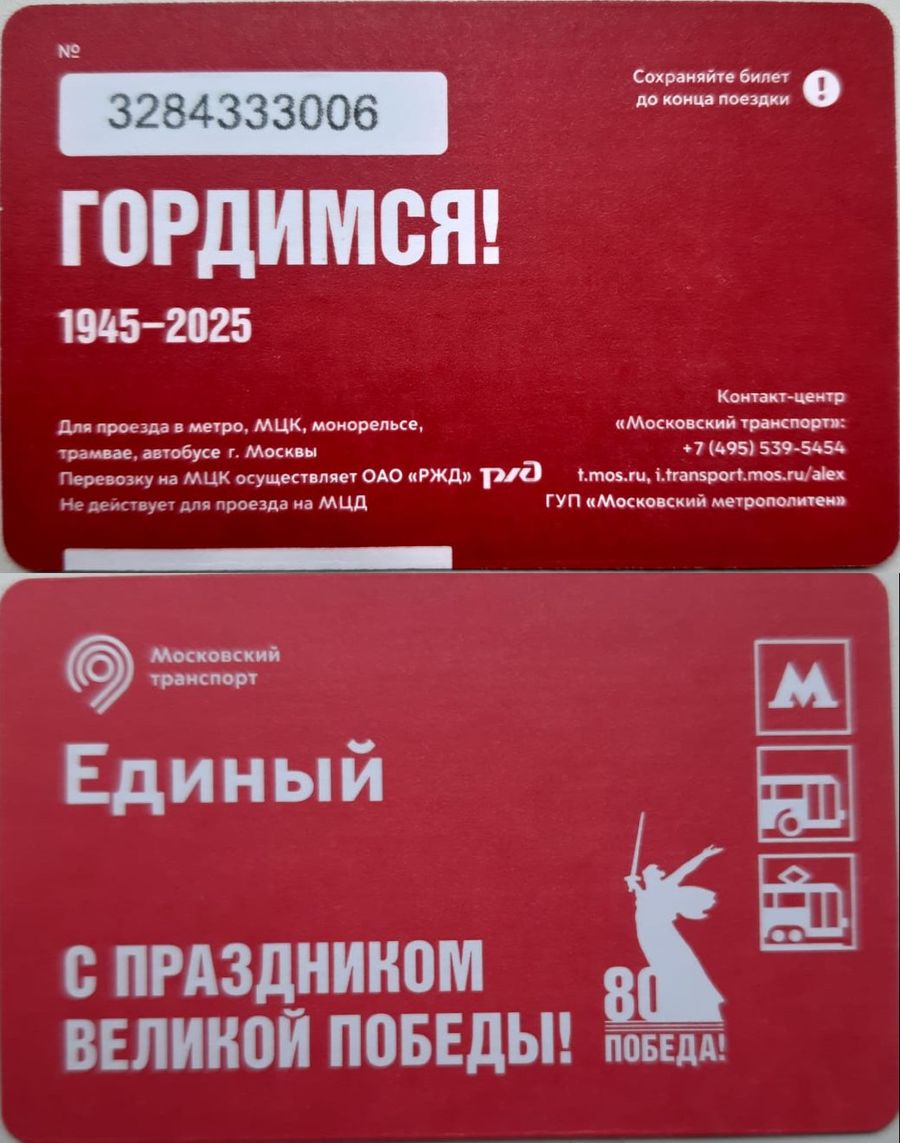 №
3284333006
Сохраняйте билет
до конца поездки
!
ГОРДИМСЯ!
1945–2025
Для проезда в метро, МЦК, монорельсе,
трамвае, автобусе г. Москвы
Перевозку на МЦК осуществляет ОАО «РЖД» РЖД
Не действует для проезда на МЦД
Контакт-центр
«Московский транспорт»:
+7 (495) 539-5454
t.mos.ru, i.transport.mos.ru/alex
ГУП «Московский метрополитен»
Московский
транспорт
М
Единый
С ПРАЗДНИКОМ
ВЕЛИКОЙ ПОБЕДЫ!
80
ПОБЕДА!